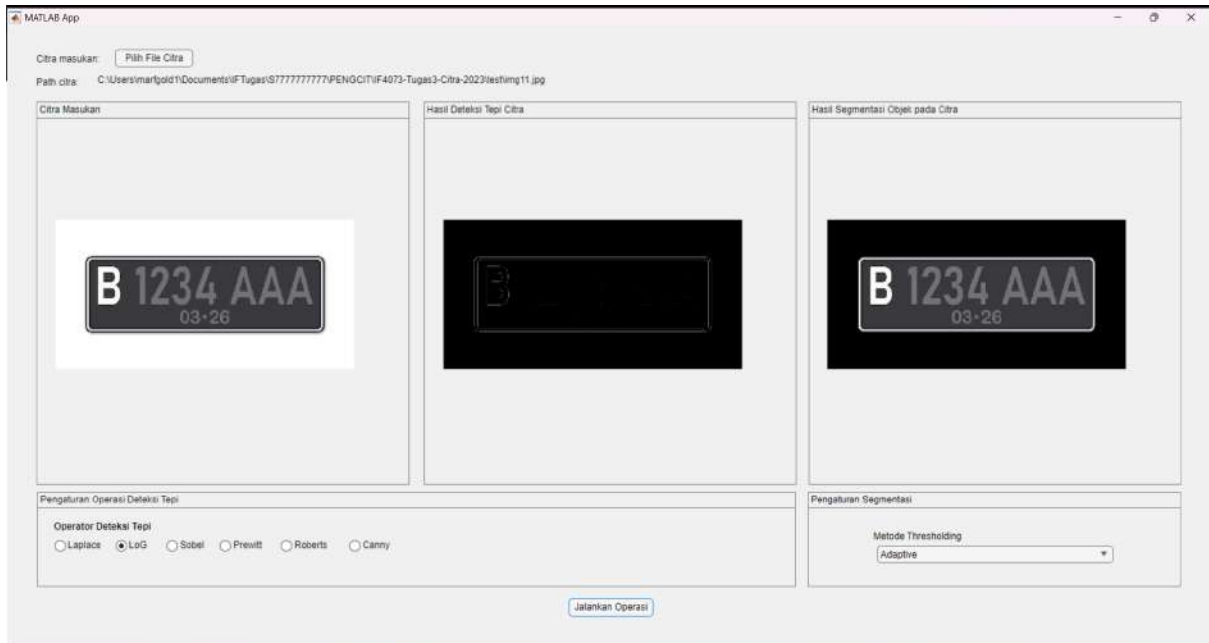 MATLAB App
Citra masukan: Pilih File Citra
Path citra: C:\Users\marfgold1\Documents\IFTugas\S7777777777\PENGCIT\IF4073-Tugas3-Citra-2023\test\img11.jpg
Citra Masukan
Hasil Deteksi Tepi Citra
Hasil Segmentasi Objek pada Citra
B 1234 AAA
03•26
B
B 1234 AAA
03•26
Pengaturan Operasi Deteksi Tepi
Pengaturan Segmentasi
Operator Deteksi Tepi
Laplace LoG Sobel Prewitt Roberts Canny
Metode Thresholding
Adaptive
Jalankan Operasi